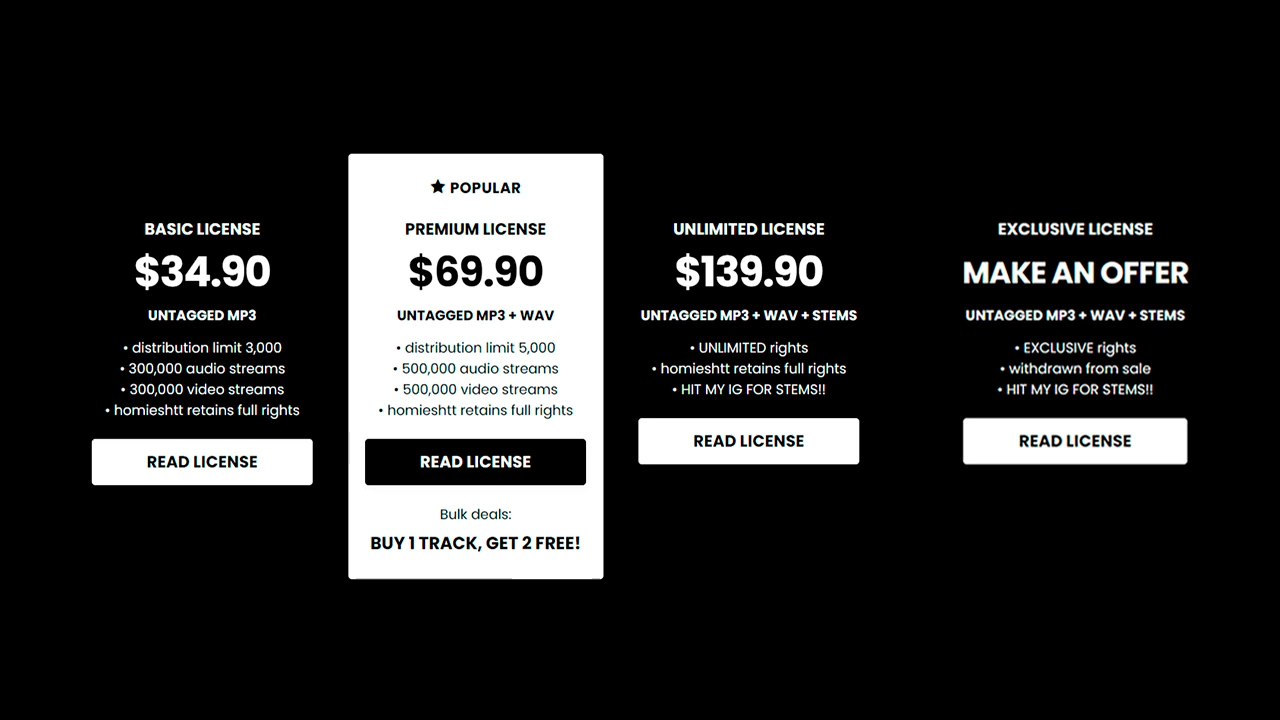 BASIC LICENSE
$34.90
UNTAGGED MP3
• distribution limit 3,000
• 300,000 audio streams
• 300,000 video streams
• homieshtt retains full rights
READ LICENSE
POPULAR
PREMIUM LICENSE
$69.90
UNTAGGED MP3 + WAV
• distribution limit 5,000
• 500,000 audio streams
• 500,000 video streams
• homieshtt retains full rights
READ LICENSE
Bulk deals:
BUY 1 TRACK, GET 2 FREE!
UNLIMITED LICENSE
$139.90
UNTAGGED MP3 + WAV + STEMS
• UNLIMITED rights
• homieshtt retains full rights
• HIT MY IG FOR STEMS!!
READ LICENSE
EXCLUSIVE LICENSE
MAKE AN OFFER
UNTAGGED MP3 + WAV + STEMS
• EXCLUSIVE rights
• withdrawn from sale
• HIT MY IG FOR STEMS!!
READ LICENSE